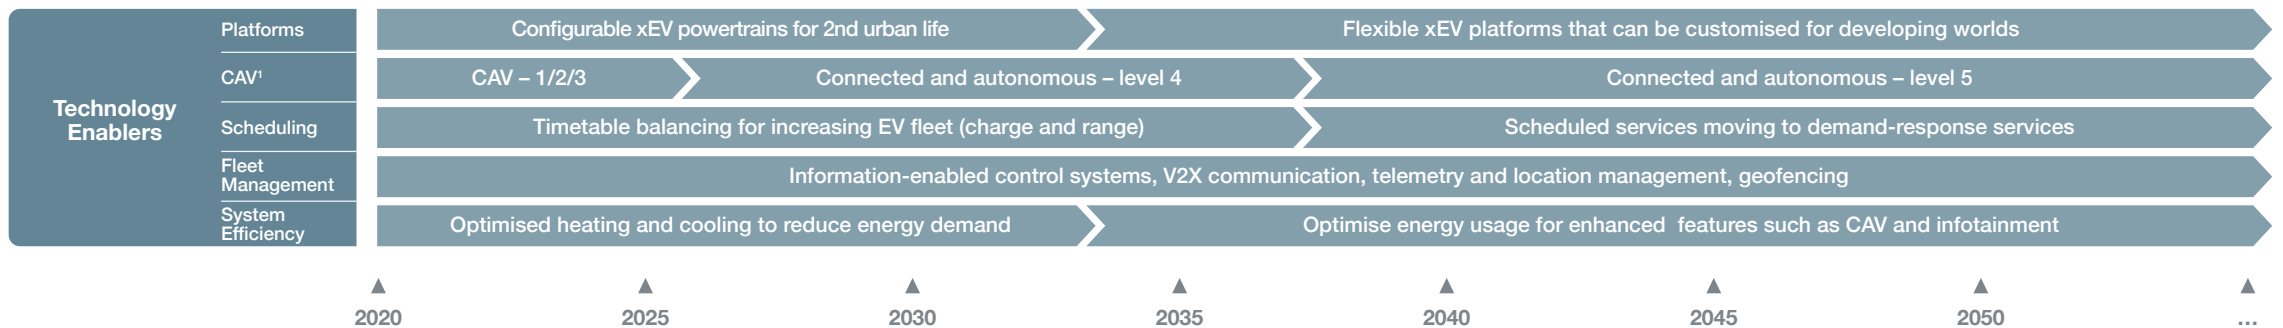 Technology
Enablers
Platforms
Configurable xEV powertrains for 2nd urban life
Flexible xEV platforms that can be customised for developing worlds
CAV¹
CAV – 1/2/3
Connected and autonomous – level 4
Connected and autonomous – level 5
Scheduling
Timetable balancing for increasing EV fleet (charge and range)
Scheduled services moving to demand-response services
Fleet
Management
Information-enabled control systems, V2X communication, telemetry and location management, geofencing
System
Efficiency
Optimised heating and cooling to reduce energy demand
Optimise energy usage for enhanced  features such as CAV and infotainment
2020
2025
2030
2035
2040
2045
2050
...